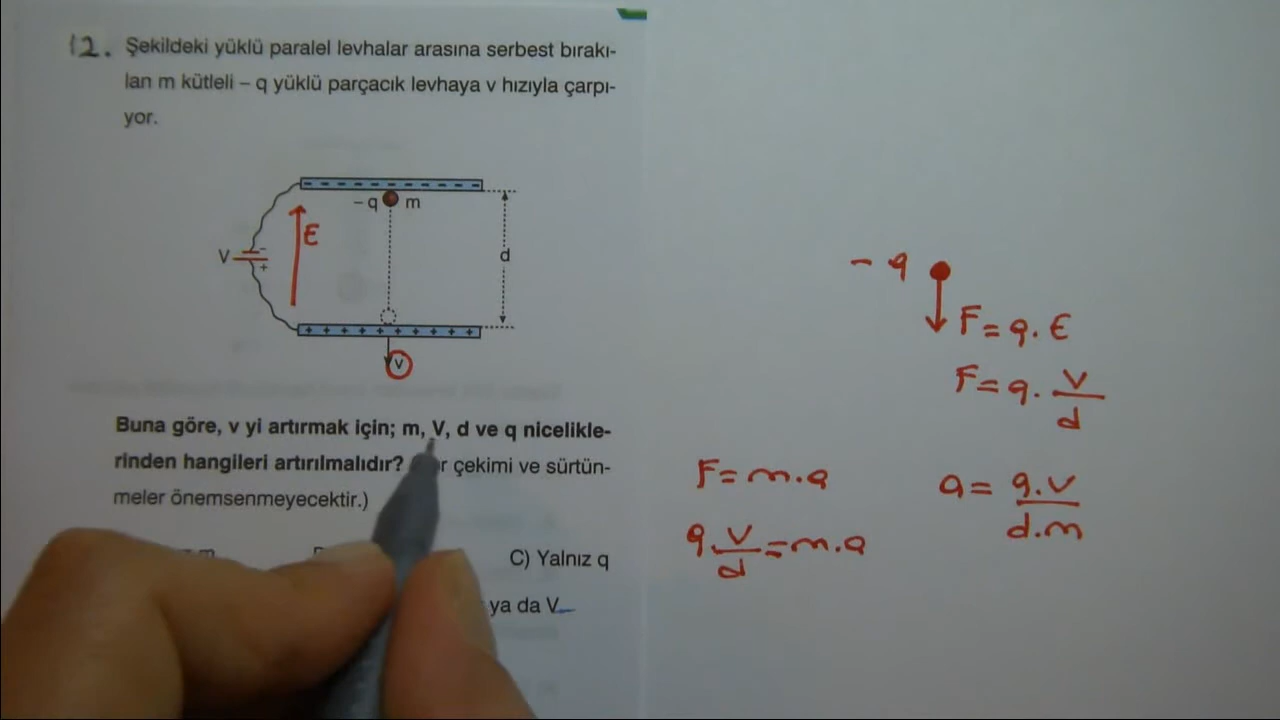 12. Şekildeki yüklü paralel levhalar arasına serbest bırakı-
lan m kütleli – q yüklü parçacık levhaya v hızıyla çarpı-
yor.
– q m
E
V
-
+
d
v
Buna göre, v yi artırmak için; m, V, d ve q nicelikle-
rinden hangileri artırılmalıdır? çekimi ve sürtün-
meler önemsenmeyecektir.)
m
C) Yalnız q
ya da V
- q
F = q . E
F = q . V/d
F = m . a
q . V/d = m . a
a = q . V / d . m